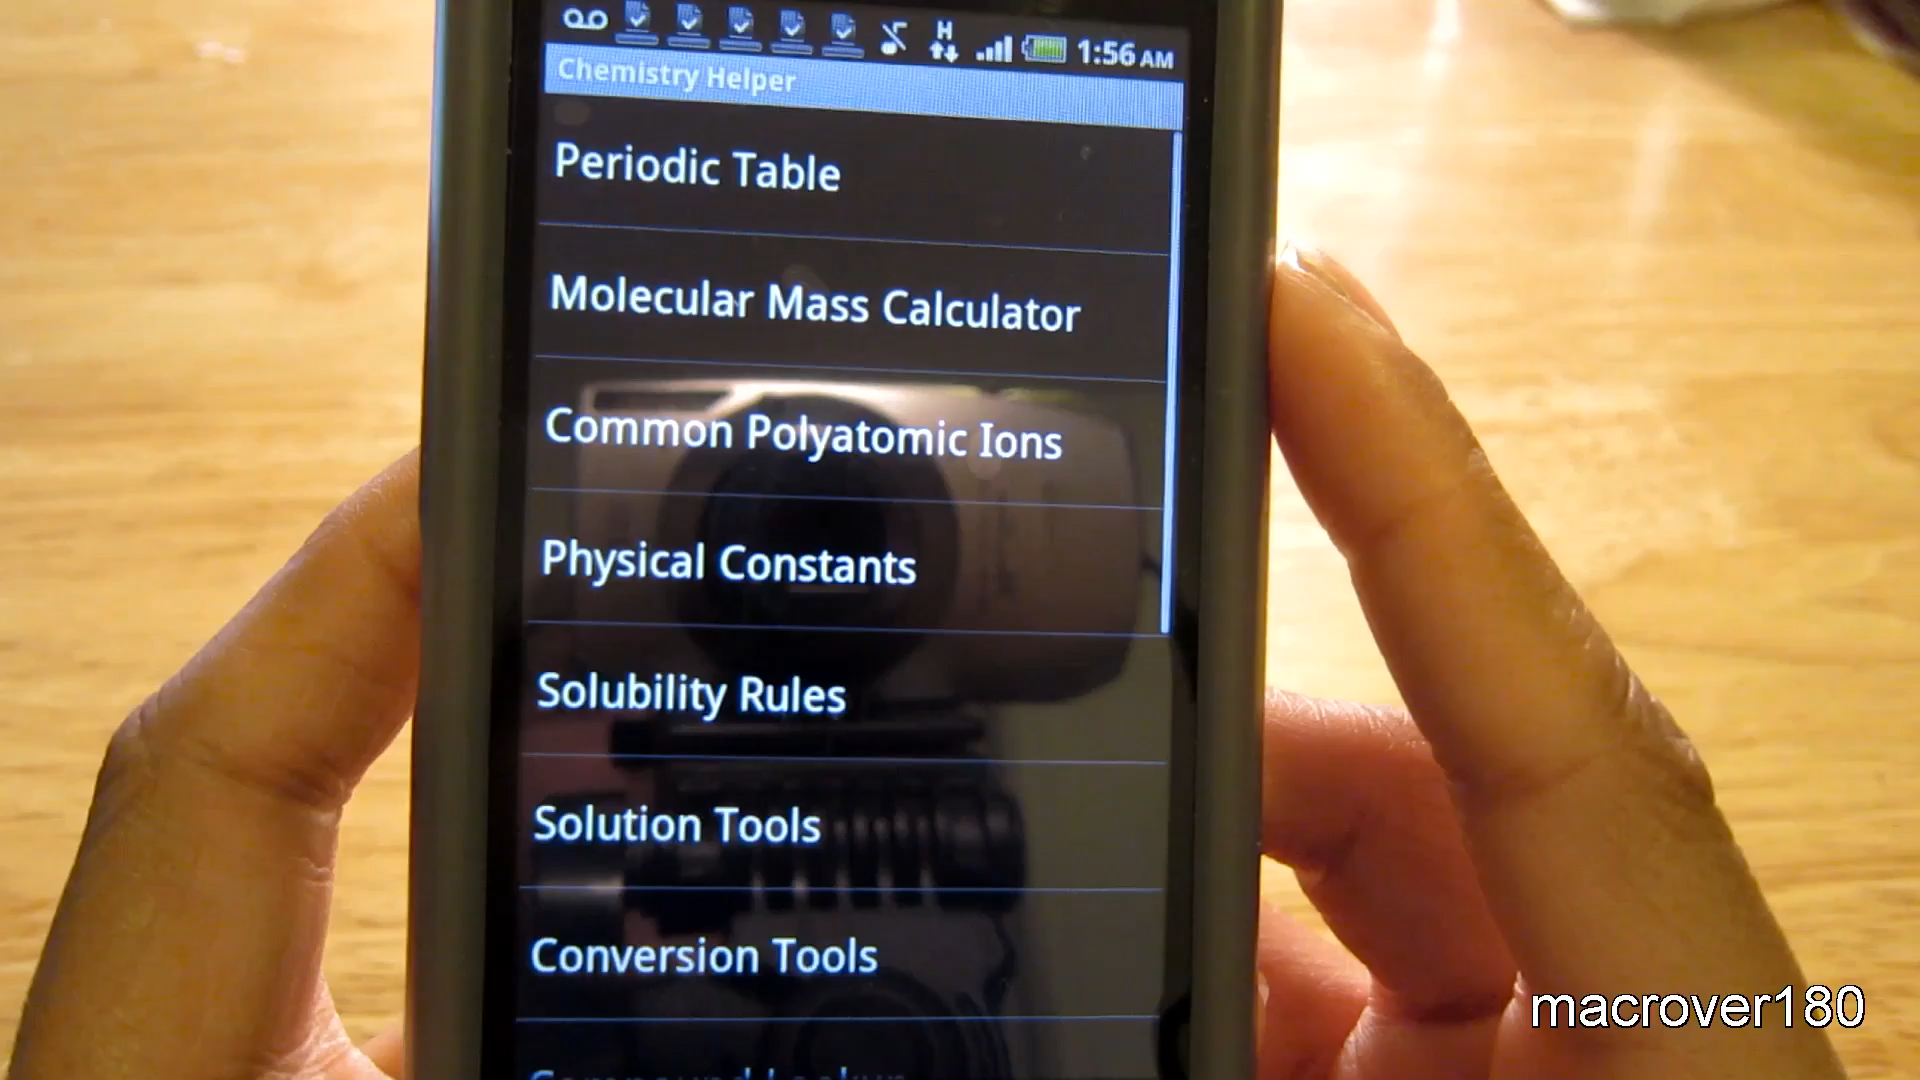 H
1:56 AM
Chemistry Helper
Periodic Table
Molecular Mass Calculator
Common Polyatomic Ions
Physical Constants
Solubility Rules
Solution Tools
Conversion Tools
macrover180